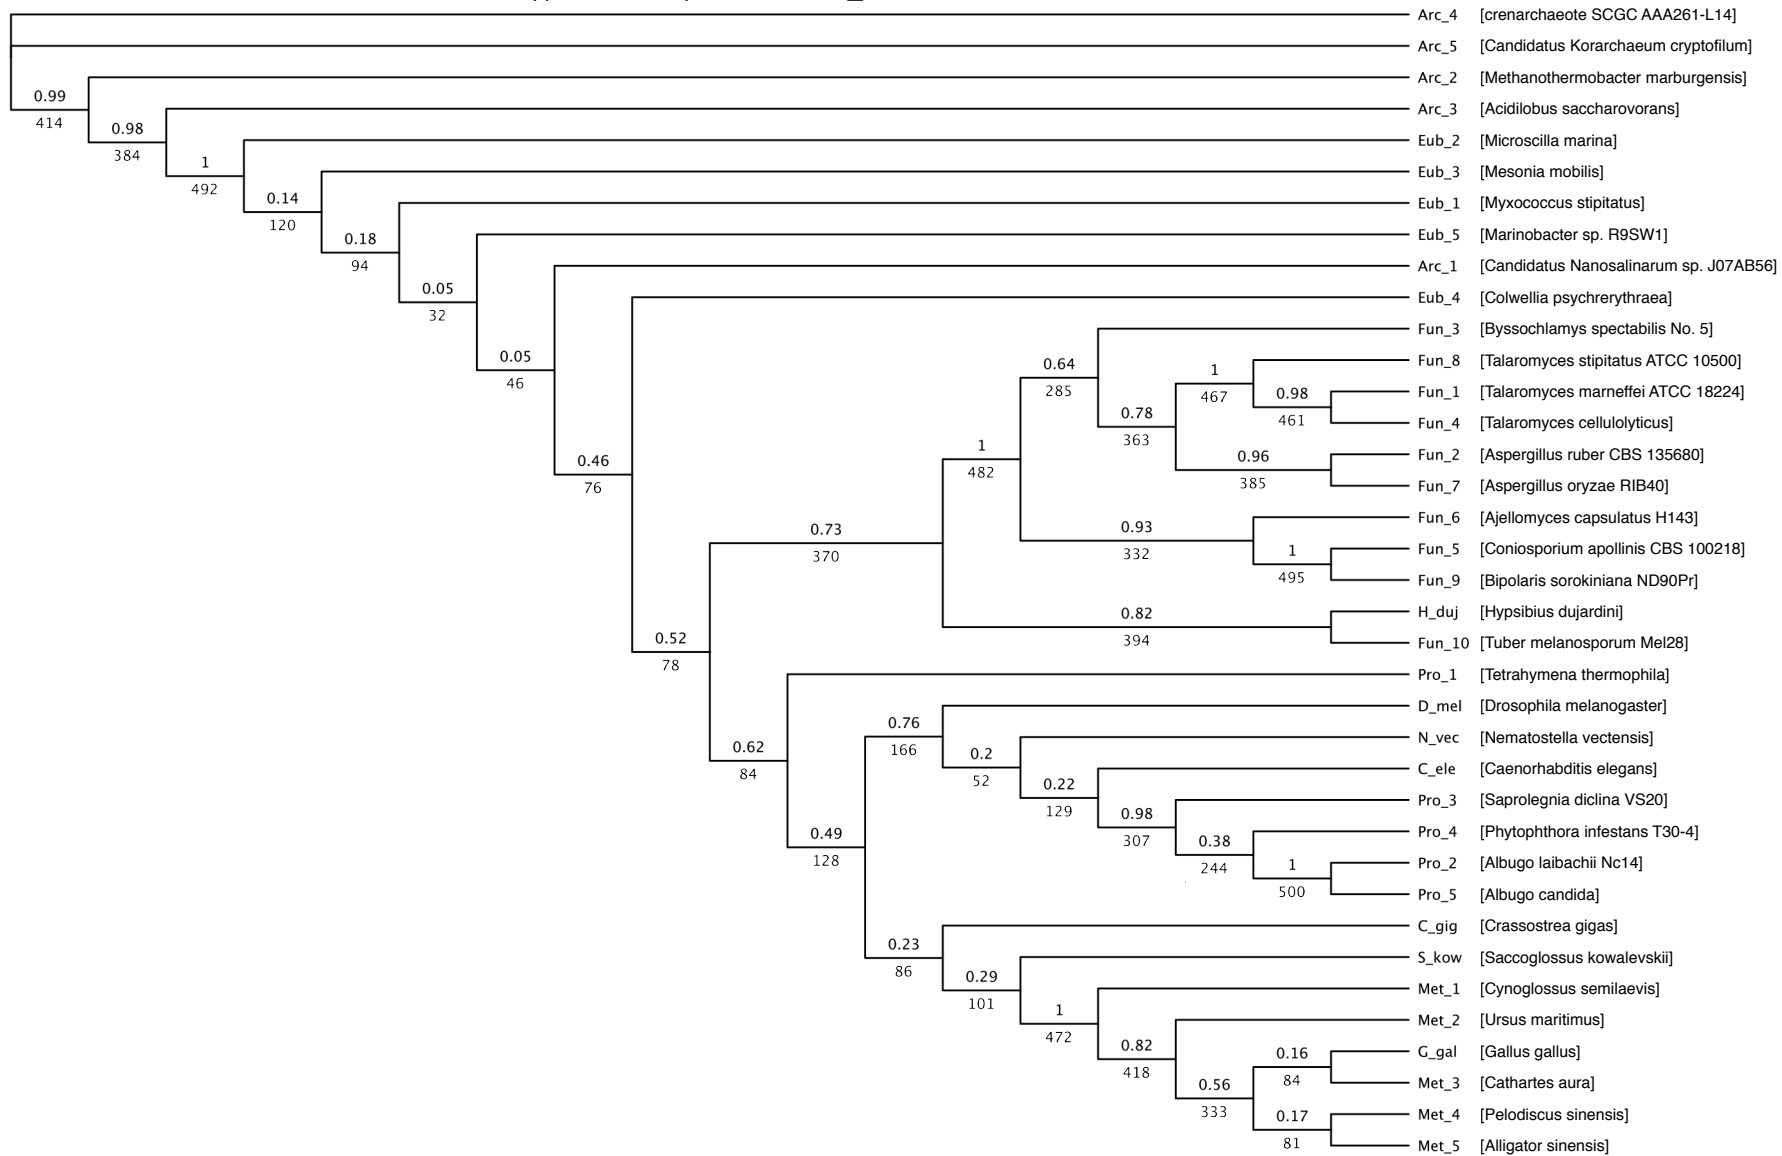 Arc_4 [crenarchaeote SCGC AAA261-L14]
Arc_5 [Candidatus Korarchaeum cryptofilum]
Arc_2 [Methanothermobacter marburgensis]
0.99
Arc_3 [Acidilobus saccharovorans]
414
0.98
Eub_2 [Microscilla marina]
384
1
Eub_3 [Mesonia mobilis]
492
0.14
Eub_1 [Myxococcus stipitatus]
120
Eub_5 [Marinobacter sp. R9SW1]
0.18
94
Arc_1 [Candidatus Nanosalinarum sp. J07AB56]
0.05
Eub_4 [Colwellia psychrerythraea]
32
Fun_3 [Byssochlamys spectabilis No. 5]
0.05
Fun_8 [Talaromyces stipitatus ATCC 10500]
0.64
1
46
285
Fun_1 [Talaromyces marneffei ATCC 18224]
0.98
467
0.78
461
Fun_4 [Talaromyces cellulolyticus]
363
1
Fun_2 [Aspergillus ruber CBS 135680]
0.46
0.96
482
385
76
Fun_7 [Aspergillus oryzae RIB40]
Fun_6 [Ajellomyces capsulatus H143]
0.73
0.93
370
332
1
Fun_5 [Coniosporium apollinis CBS 100218]
495
Fun_9 [Bipolaris sorokiniana ND90Pr]
H_duj [Hypsibius dujardini]
0.82
394
0.52
Fun_10 [Tuber melanosporum Mel28]
78
Pro_1 [Tetrahymena thermophila]
D_mel [Drosophila melanogaster]
0.76
166
N_vec [Nematostella vectensis]
0.62
84
0.2
52
C_ele [Caenorhabditis elegans]
0.22
129
Pro_3 [Saprolegnia diclina VS20]
0.98
307
0.49
128
Pro_4 [Phytophthora infestans T30-4]
0.38
244
1
500
Pro_2 [Albugo laibachii Nc14]
Pro_5 [Albugo candida]
C_gig [Crassostrea gigas]
0.23
86
S_kow [Saccoglossus kowalevskii]
0.29
101
Met_1 [Cynoglossus semilaevis]
1
472
Met_2 [Ursus maritimus]
0.82
418
G_gal [Gallus gallus]
0.16
84
Met_3 [Cathartes aura]
0.56
333
Met_4 [Pelodiscus sinensis]
0.17
81
Met_5 [Alligator sinensis]